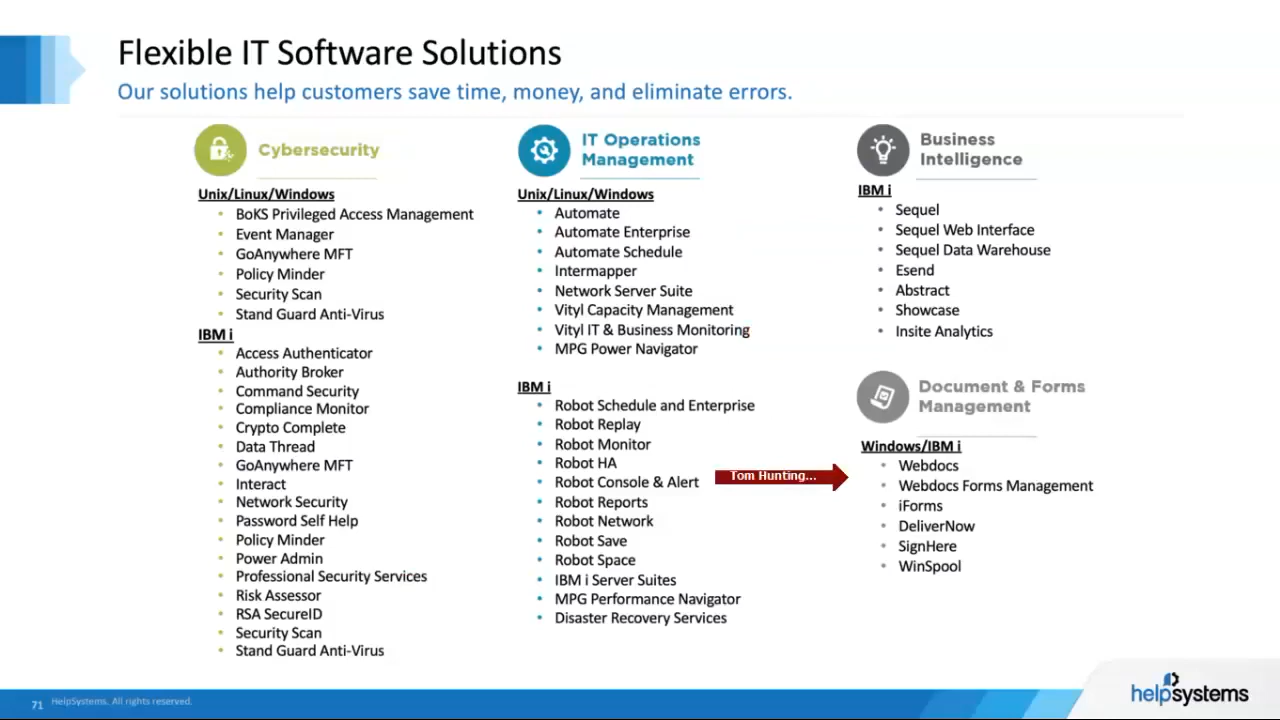 Flexible IT Software Solutions
Our solutions help customers save time, money, and eliminate errors.
Cybersecurity
Unix/Linux/Windows
BoKS Privileged Access Management
Event Manager
GoAnywhere MFT
Policy Minder
Security Scan
Stand Guard Anti-Virus
IBM i
Access Authenticator
Authority Broker
Command Security
Compliance Monitor
Crypto Complete
Data Thread
GoAnywhere MFT
Interact
Network Security
Password Self Help
Policy Minder
Power Admin
Professional Security Services
Risk Assessor
RSA SecureID
Security Scan
Stand Guard Anti-Virus
IT Operations
Management
Unix/Linux/Windows
Automate
Automate Enterprise
Automate Schedule
Intermapper
Network Server Suite
Vityl Capacity Management
Vityl IT & Business Monitoring
MPG Power Navigator
IBM i
Robot Schedule and Enterprise
Robot Replay
Robot Monitor
Robot HA
Robot Console & Alert
Robot Reports
Robot Network
Robot Save
Robot Space
IBM i Server Suites
MPG Performance Navigator
Disaster Recovery Services
Tom Hunting...
Business
Intelligence
IBM i
Sequel
Sequel Web Interface
Sequel Data Warehouse
Esend
Abstract
Showcase
Insite Analytics
Document & Forms
Management
Windows/IBM i
Webdocs
Webdocs Forms Management
iForms
DeliverNow
SignHere
WinSpool
71 HelpSystems. All rights reserved.
helpsystems